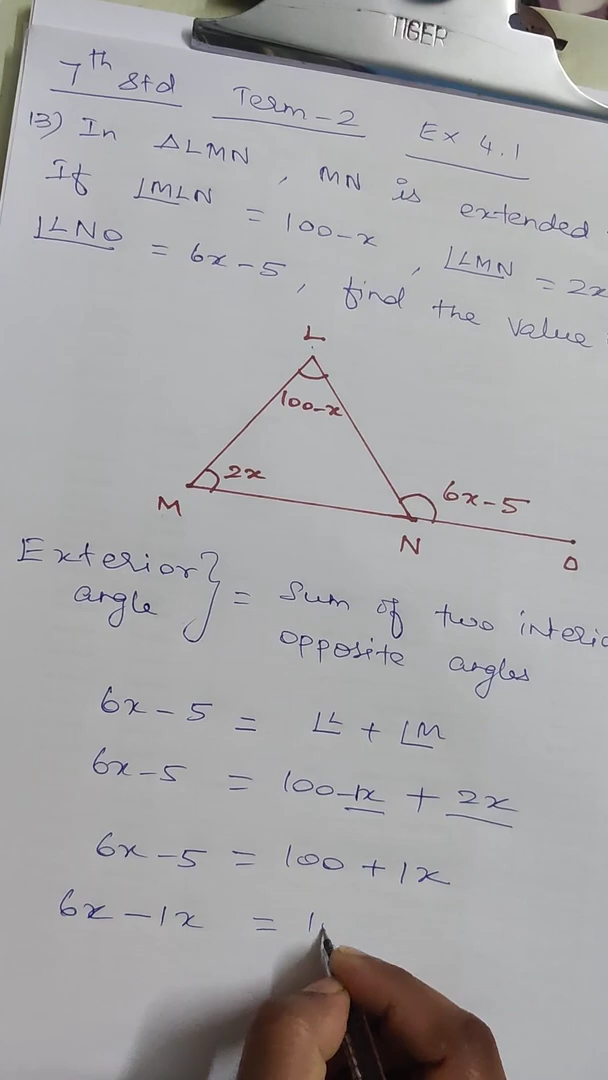 TIGER
7th Std Term-2 Ex 4.1
13) In ΔLMN, MN is extended
If ∠MLN = 100-x, ∠LMN = 2x
∠LNO = 6x-5, find the value
L
100-x
2x
6x-5
M
N
O
Exterior
angle } = Sum of two interio
opposite angles
6x-5 = ∠L + ∠M
6x-5 = 100-1x + 2x
6x-5 = 100+1x
6x-1x = 1